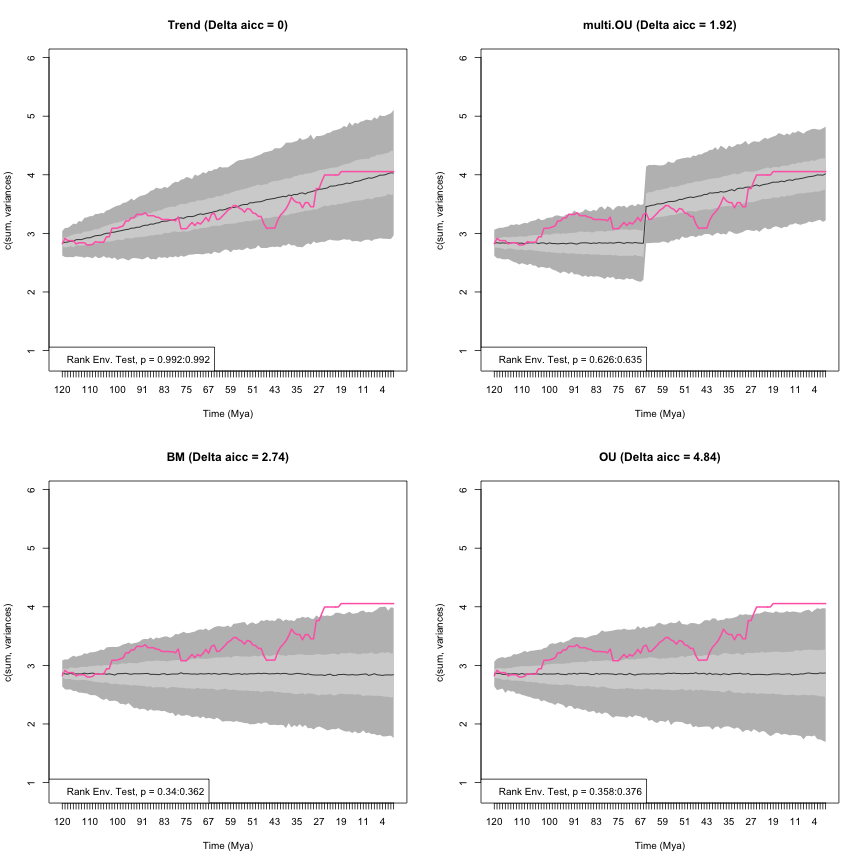 Trend (Delta aicc = 0)
c(sum, variances)
6
5
4
3
2
1
Rank Env. Test, p = 0.992:0.992
120 110 100 91 83 75 67 59 51 43 35 27 19 11 4
Time (Mya)
multi.OU (Delta aicc = 1.92)
c(sum, variances)
6
5
4
3
2
1
Rank Env. Test, p = 0.626:0.635
120 110 100 91 83 75 67 59 51 43 35 27 19 11 4
Time (Mya)
BM (Delta aicc = 2.74)
c(sum, variances)
6
5
4
3
2
1
Rank Env. Test, p = 0.34:0.362
120 110 100 91 83 75 67 59 51 43 35 27 19 11 4
Time (Mya)
OU (Delta aicc = 4.84)
c(sum, variances)
6
5
4
3
2
1
Rank Env. Test, p = 0.358:0.376
120 110 100 91 83 75 67 59 51 43 35 27 19 11 4
Time (Mya)